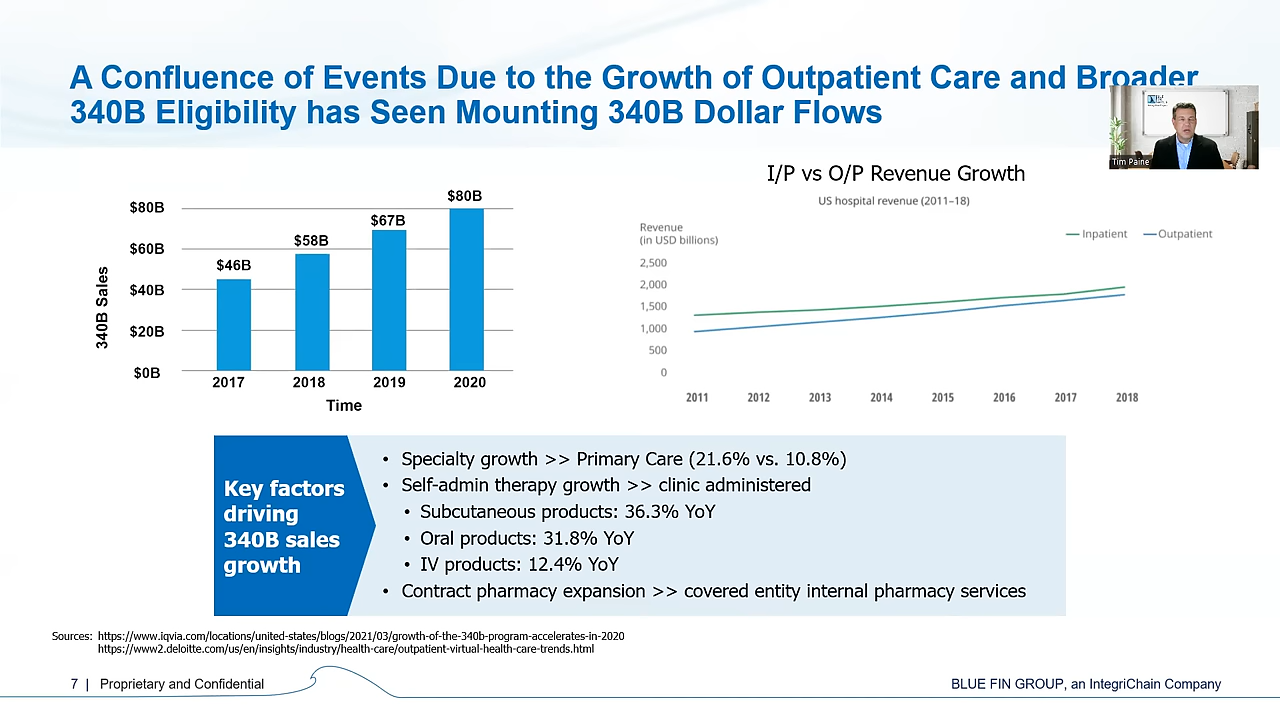 A Confluence of Events Due to the Growth of Outpatient Care and Broader
340B Eligibility has Seen Mounting 340B Dollar Flows
Tim Paine
340B Sales
$80B
$60B
$40B
$20B
$0B
$46B
$58B
$67B
$80B
2017 2018 2019 2020
Time
I/P vs O/P Revenue Growth
US hospital revenue (2011–18)
Revenue
(in USD billions)
Inpatient Outpatient
2,500
2,000
1,500
1,000
500
0
2011 2012 2013 2014 2015 2016 2017 2018
Key factors
driving
340B sales
growth
• Specialty growth >> Primary Care (21.6% vs. 10.8%)
• Self-admin therapy growth >> clinic administered
• Subcutaneous products: 36.3% YoY
• Oral products: 31.8% YoY
• IV products: 12.4% YoY
• Contract pharmacy expansion >> covered entity internal pharmacy services
Sources: https://www.iqvia.com/locations/united-states/blogs/2021/03/growth-of-the-340b-program-accelerates-in-2020
https://www2.deloitte.com/us/en/insights/industry/health-care/outpatient-virtual-health-care-trends.html
7 | Proprietary and Confidential
BLUE FIN GROUP, an IntegriChain Company